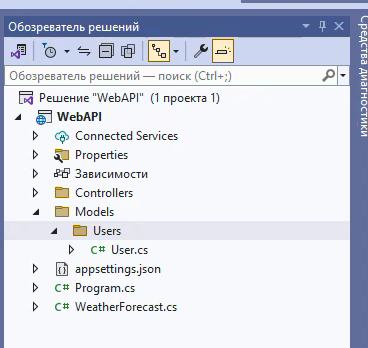 Обозреватель решений
Обозреватель решений — поиск (Ctrl+;)
Решение "WebAPI" (1 проекта 1)
WebAPI
Connected Services
Properties
Зависимости
Controllers
Models
Users
C# User.cs
appsettings.json
C# Program.cs
C# WeatherForecast.cs
Средства диагностики